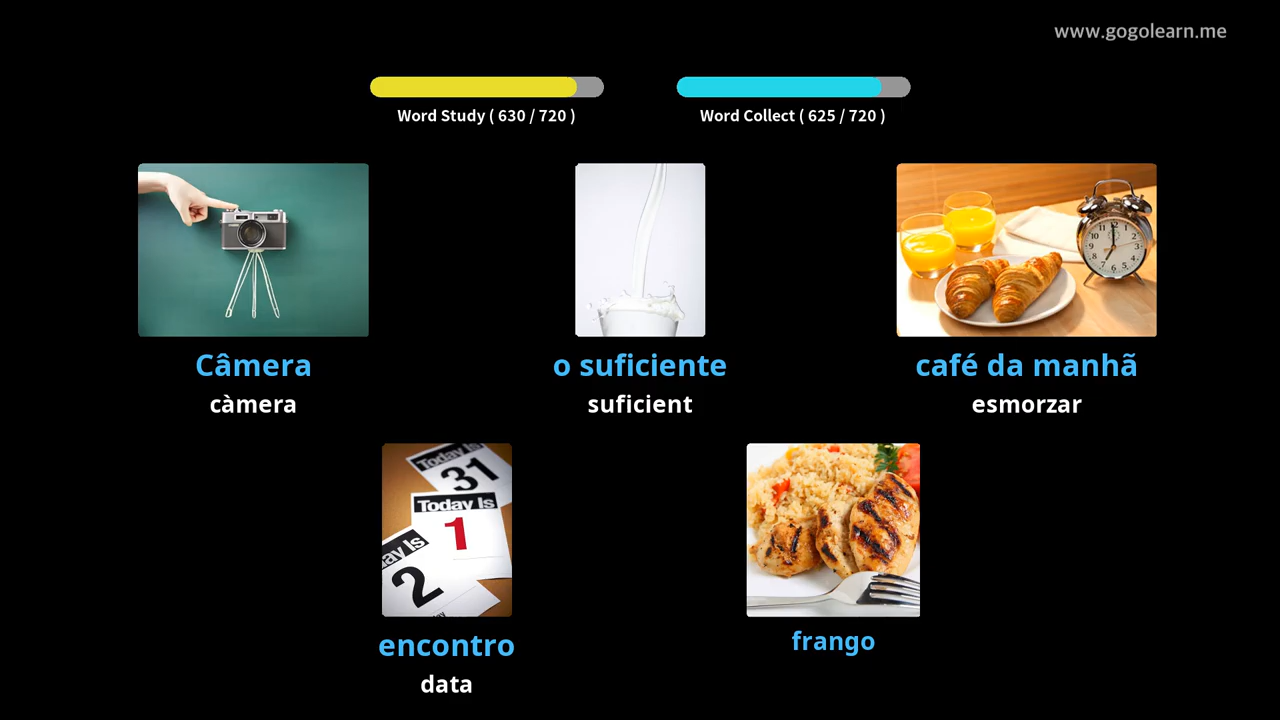 www.gogolearn.me
Word Study ( 630 / 720 )
Word Collect ( 625 / 720 )
Câmera
càmera
o suficiente
suficient
café da manhã
esmorzar
Today Is
31
Today Is
1
ay Is
2
encontro
data
frango